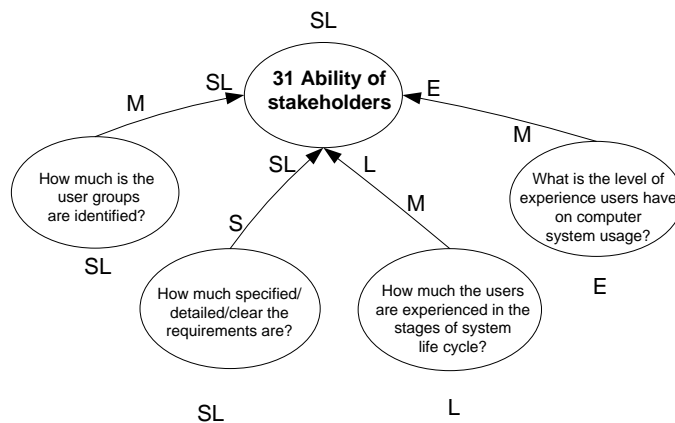 SL
31 Ability of
stakeholders
SL
E
M
M
SL
L
S
M
How much is the
user groups
are identified?
SL
What is the level of
experience users have
on computer
system usage?
E
How much specified/
detailed/clear the
requirements are?
SL
How much the users
are experienced in the
stages of system
life cycle?
L